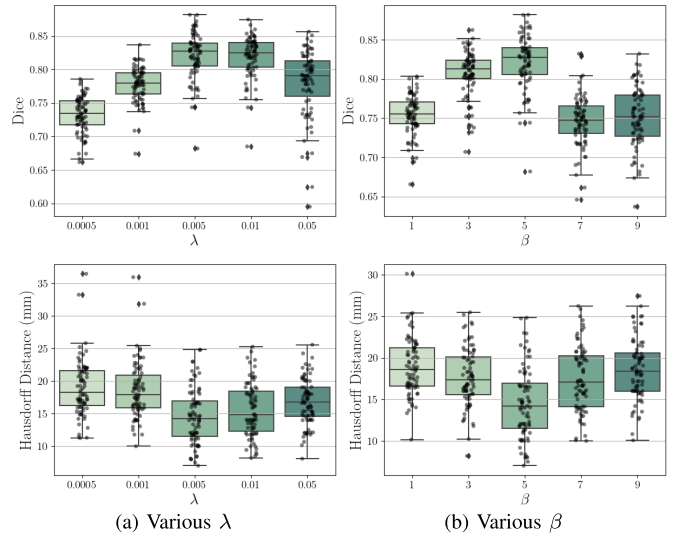 0.85
0.80
0.75
0.70
0.65
0.60
Dice
0.0005 0.001 0.005 0.01 0.05
λ
0.85
0.80
0.75
0.70
0.65
Dice
1 3 5 7 9
β
35
30
25
20
15
10
Hausdorff Distance (mm)
0.0005 0.001 0.005 0.01 0.05
λ
30
25
20
15
10
Hausdorff Distance (mm)
1 3 5 7 9
β
(a) Various λ
(b) Various β